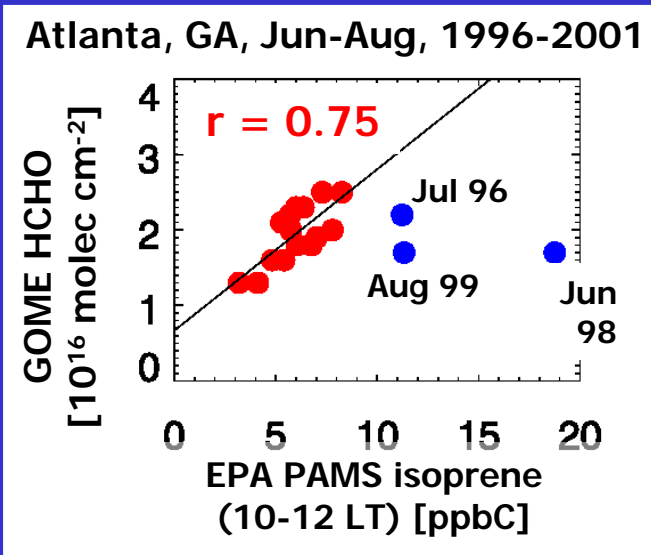 Atlanta, GA, Jun-Aug, 1996-2001
GOME HCHO
[10¹⁶ molec cm⁻²]
4
3
2
1
0
r = 0.75
Jul 96
Aug 99
Jun
98
0 5 10 15 20
EPA PAMS isoprene
(10-12 LT) [ppbC]